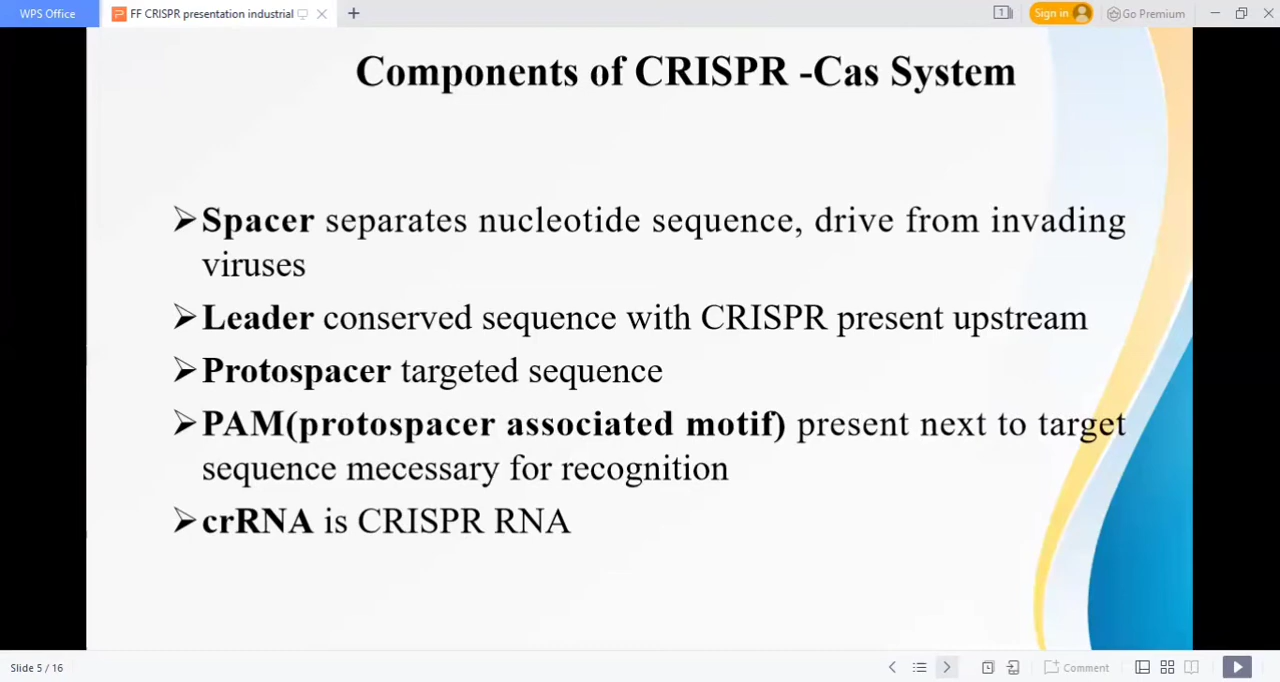 WPS Office
FF CRISPR presentation industrial
1
Sign in
Go Premium
Components of CRISPR -Cas System
➢Spacer separates nucleotide sequence, drive from invading
viruses
➢Leader conserved sequence with CRISPR present upstream
➢Protospacer targeted sequence
➢PAM(protospacer associated motif) present next to target
sequence mecessary for recognition
➢crRNA is CRISPR RNA
Slide 5 / 16
Comment